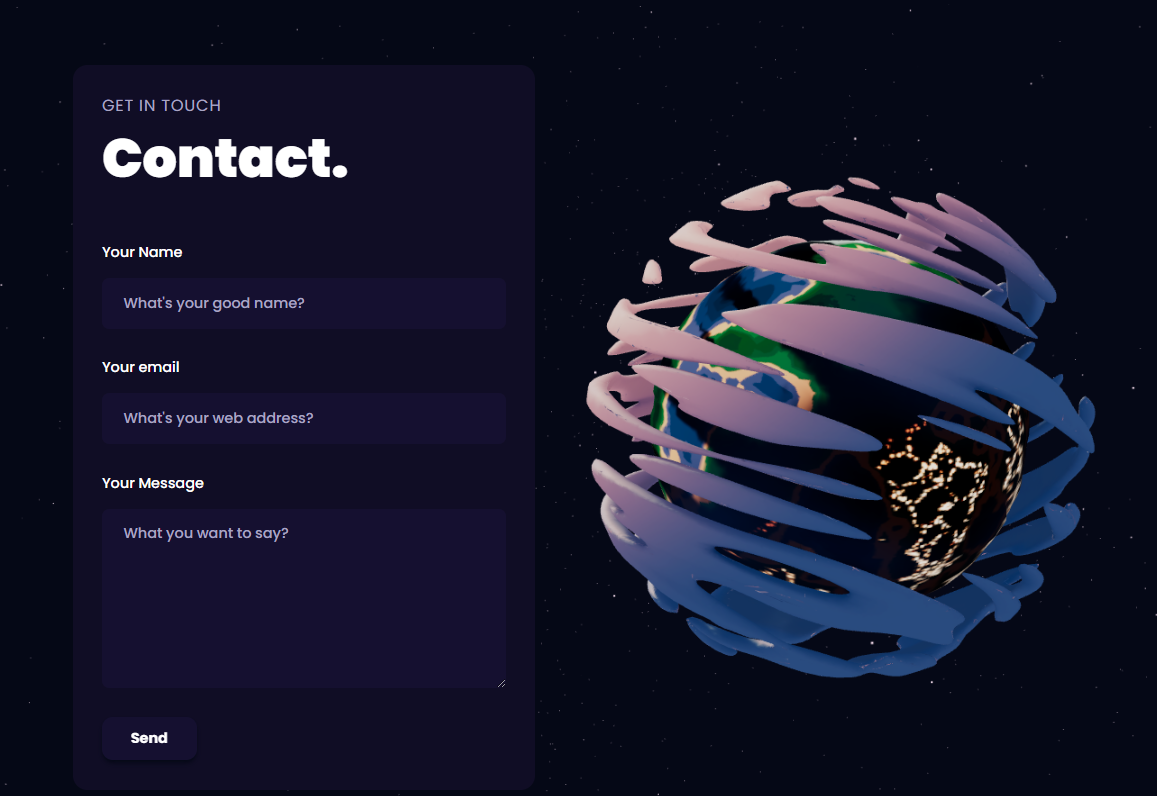 GET IN TOUCH
Contact.
Your Name
What's your good name?
Your email
What's your web address?
Your Message
What you want to say?
Send